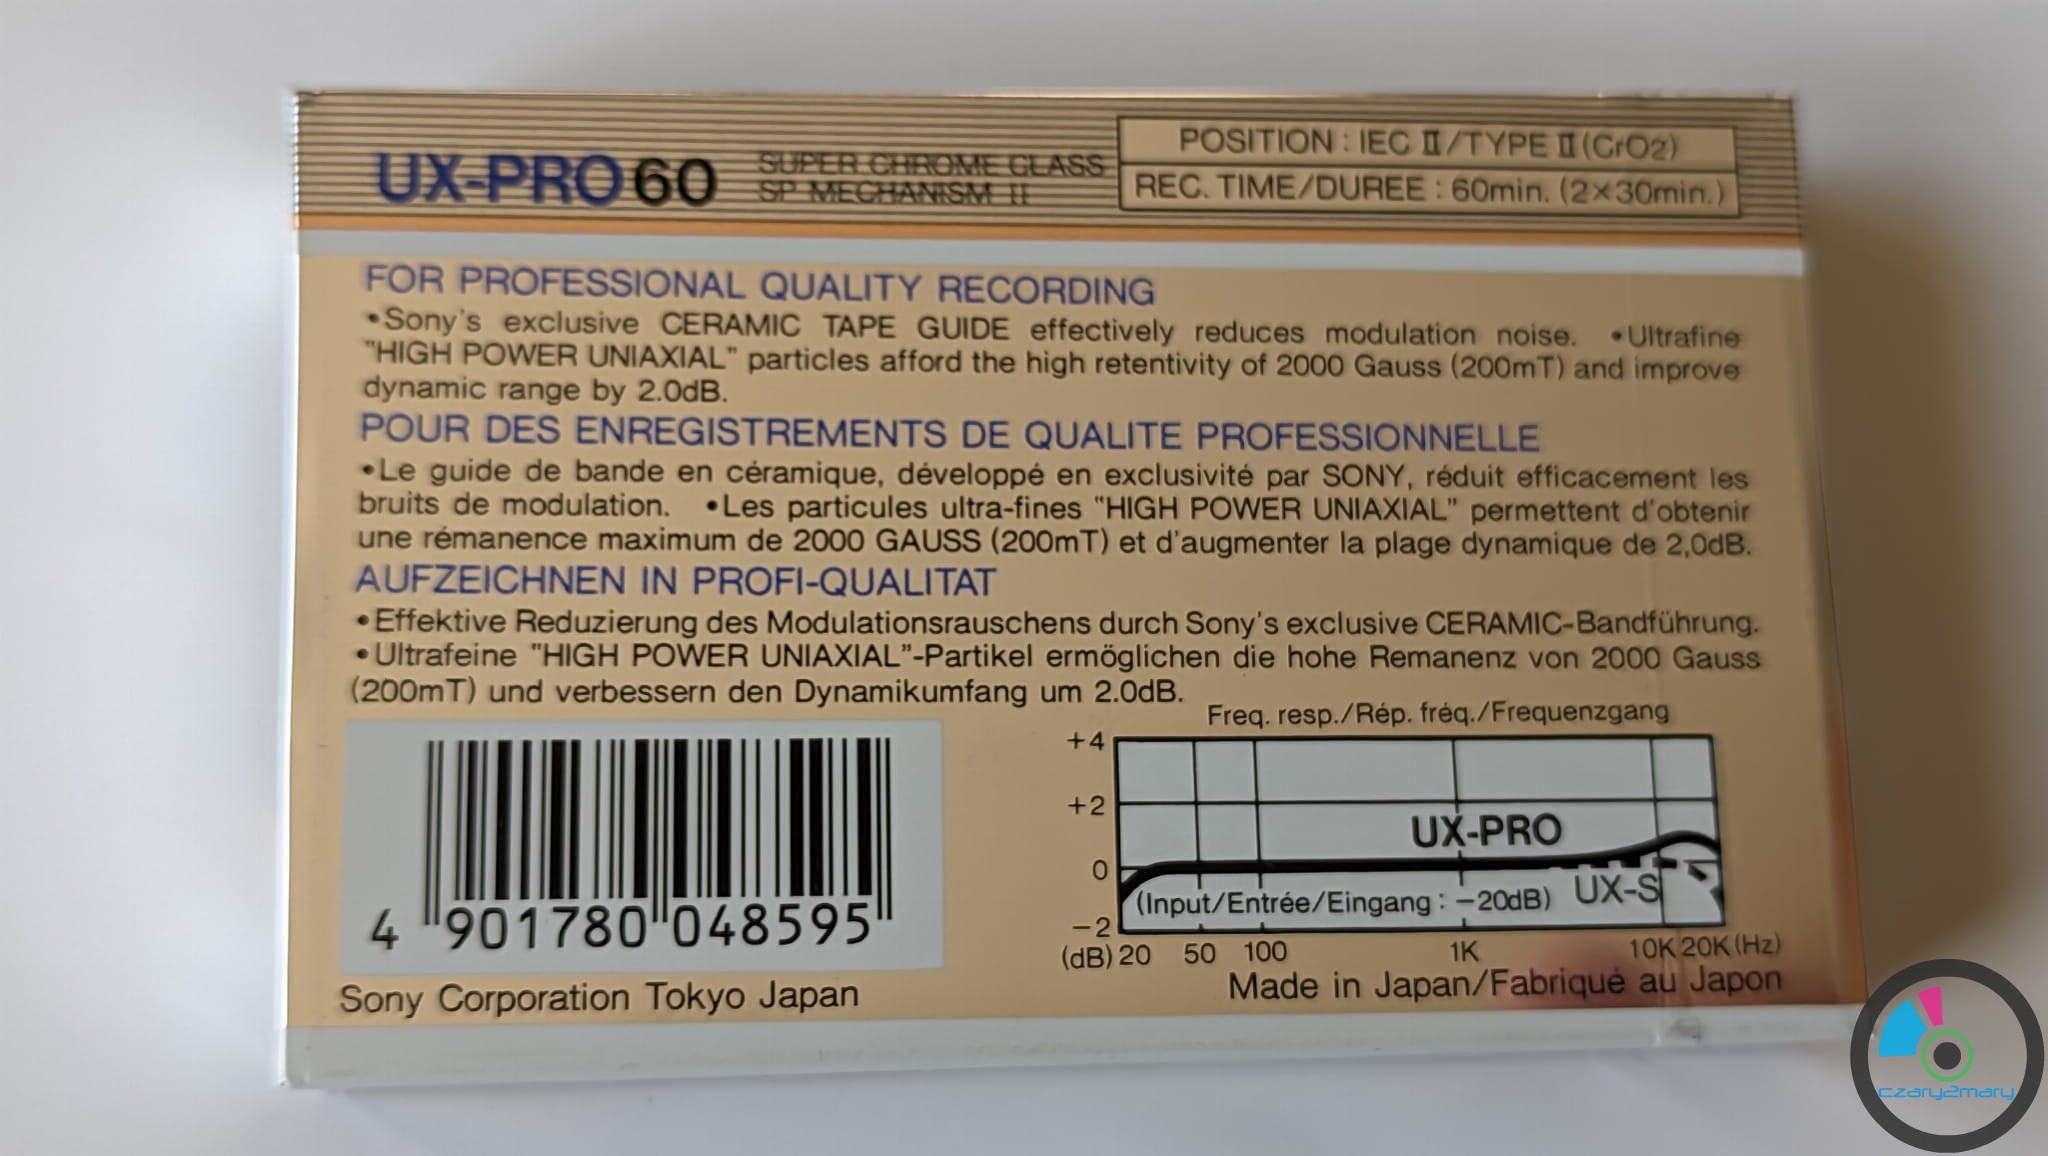 UX-PRO 60
SUPER CHROME CLASS
SP MECHANISM II
POSITION : IEC II/TYPE II (CrO2)
REC. TIME/DUREE : 60min. (2×30min.)
FOR PROFESSIONAL QUALITY RECORDING
•Sony's exclusive CERAMIC TAPE GUIDE effectively reduces modulation noise. •Ultrafine
"HIGH POWER UNIAXIAL" particles afford the high retentivity of 2000 Gauss (200mT) and improve
dynamic range by 2.0dB.
POUR DES ENREGISTREMENTS DE QUALITE PROFESSIONNELLE
•Le guide de bande en céramique, développé en exclusivité par SONY, réduit efficacement les
bruits de modulation. •Les particules ultra-fines "HIGH POWER UNIAXIAL" permettent d'obtenir
une rémanence maximum de 2000 GAUSS (200mT) et d'augmenter la plage dynamique de 2,0dB.
AUFZEICHNEN IN PROFI-QUALITAT
•Effektive Reduzierung des Modulationsrauschens durch Sony's exclusive CERAMIC-Bandführung.
•Ultrafeine "HIGH POWER UNIAXIAL"-Partikel ermöglichen die hohe Remanenz von 2000 Gauss
(200mT) und verbessern den Dynamikumfang um 2.0dB.
4 901780 048595
Sony Corporation Tokyo Japan
Freq. resp./Rép. fréq./Frequenzgang
+4
+2
UX-PRO
0
(Input/Entrée/Eingang : −20dB) UX-S
−2
(dB) 20 50 100 1K 10K 20K (Hz)
Made in Japan/Fabriqué au Japon
czary2mary